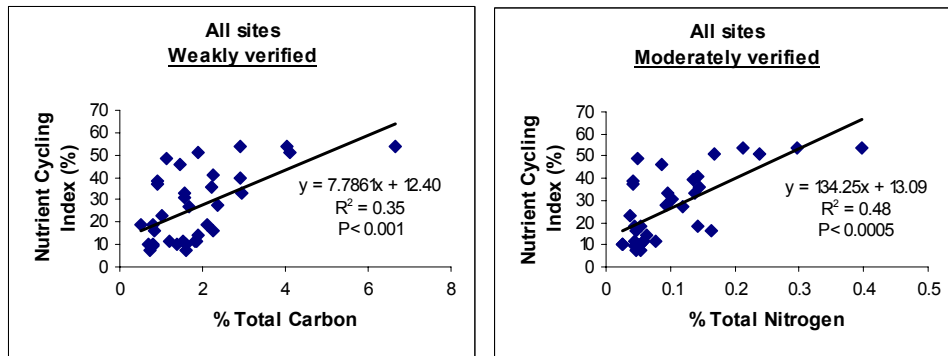 All sites
Weakly verified
Nutrient Cycling
Index (%)
70
60
50
40
30
20
10
0
y = 7.7861x + 12.40
R² = 0.35
P< 0.001
0
2
4
6
8
% Total Carbon
All sites
Moderately verified
Nutrient Cycling
Index (%)
70
60
50
40
30
20
10
0
y = 134.25x + 13.09
R² = 0.48
P< 0.0005
0
0.1
0.2
0.3
0.4
0.5
% Total Nitrogen